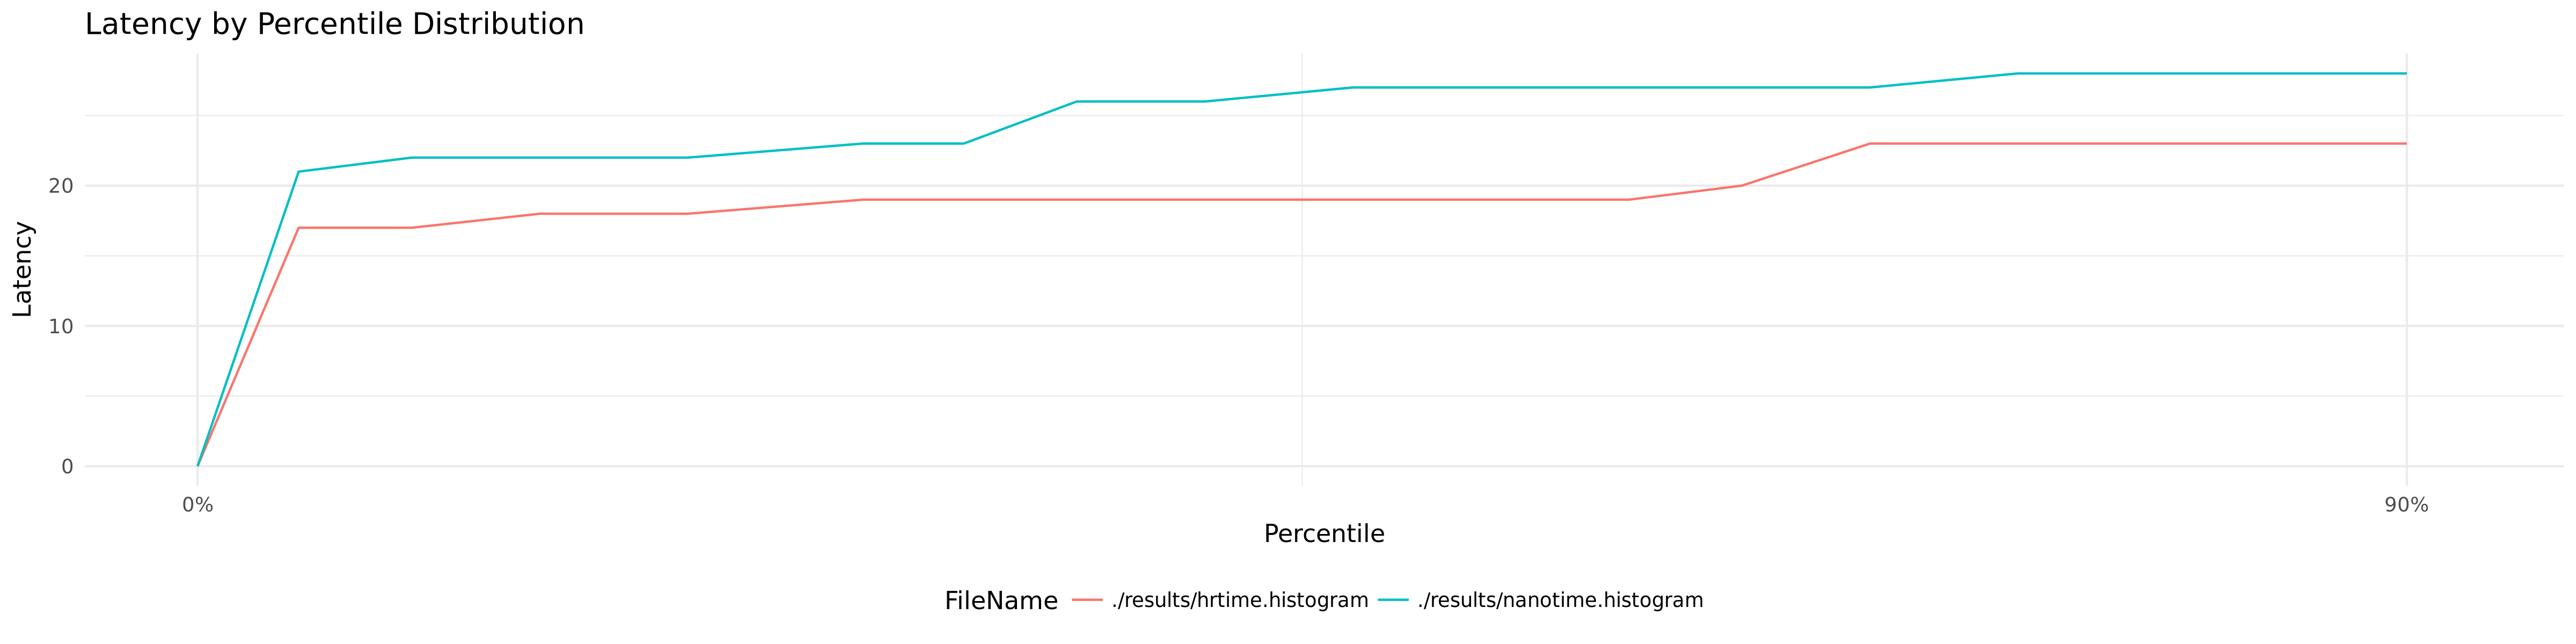 Latency by Percentile Distribution
Latency
20
10
0
0%
90%
Percentile
FileName ./results/hrtime.histogram ./results/nanotime.histogram